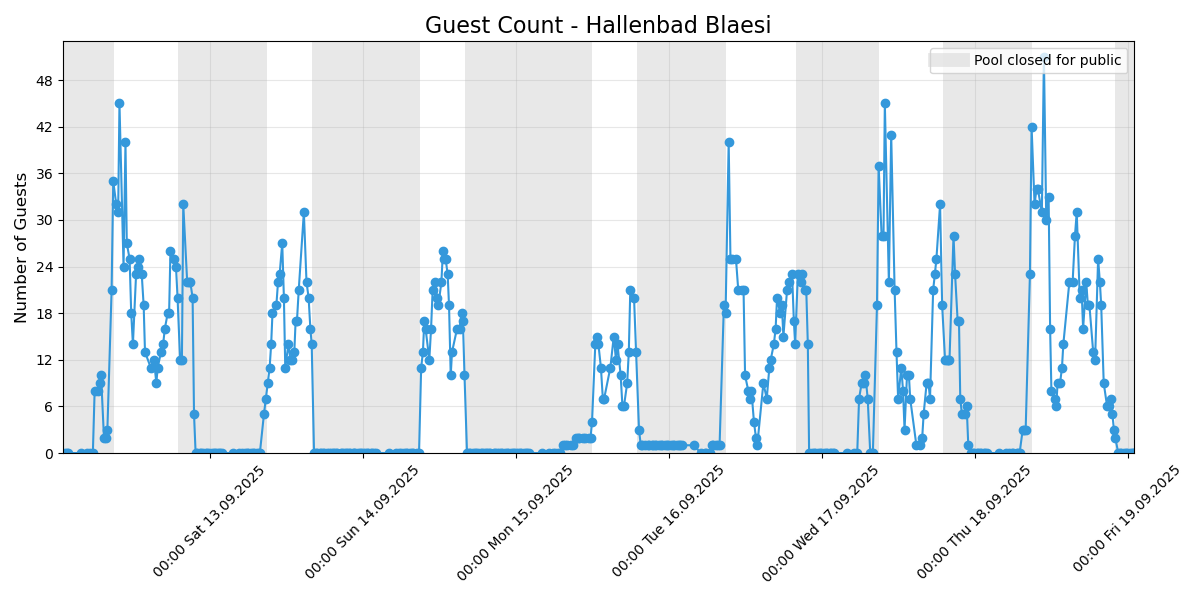 Guest Count - Hallenbad Blaesi
Pool closed for public
Number of Guests
48
42
36
30
24
18
12
6
0
00:00 Sat 13.09.2025
00:00 Sun 14.09.2025
00:00 Mon 15.09.2025
00:00 Tue 16.09.2025
00:00 Wed 17.09.2025
00:00 Thu 18.09.2025
00:00 Fri 19.09.2025